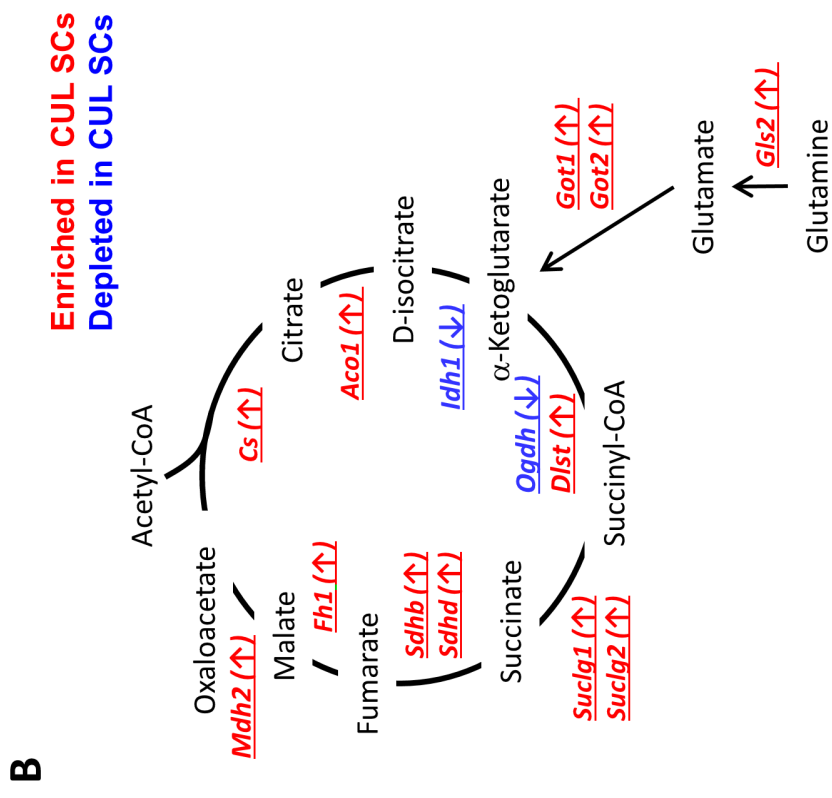 B
Enriched in CUL SCs
Depleted in CUL SCs
Acetyl-CoA
Oxaloacetate
Mdh2 (↑)
Cs (↑)
Malate
Citrate
Fh1 (↑)
Aco1 (↑)
Fumarate
D-isocitrate
Sdhb (↑)
Sdhd (↑)
Idh1 (↓)
Succinate
α-Ketoglutarate
Ogdh (↓)
Dlst (↑)
Got1 (↑)
Got2 (↑)
Suclg1 (↑)
Suclg2 (↑)
Succinyl-CoA
Glutamate
Gls2 (↑)
Glutamine